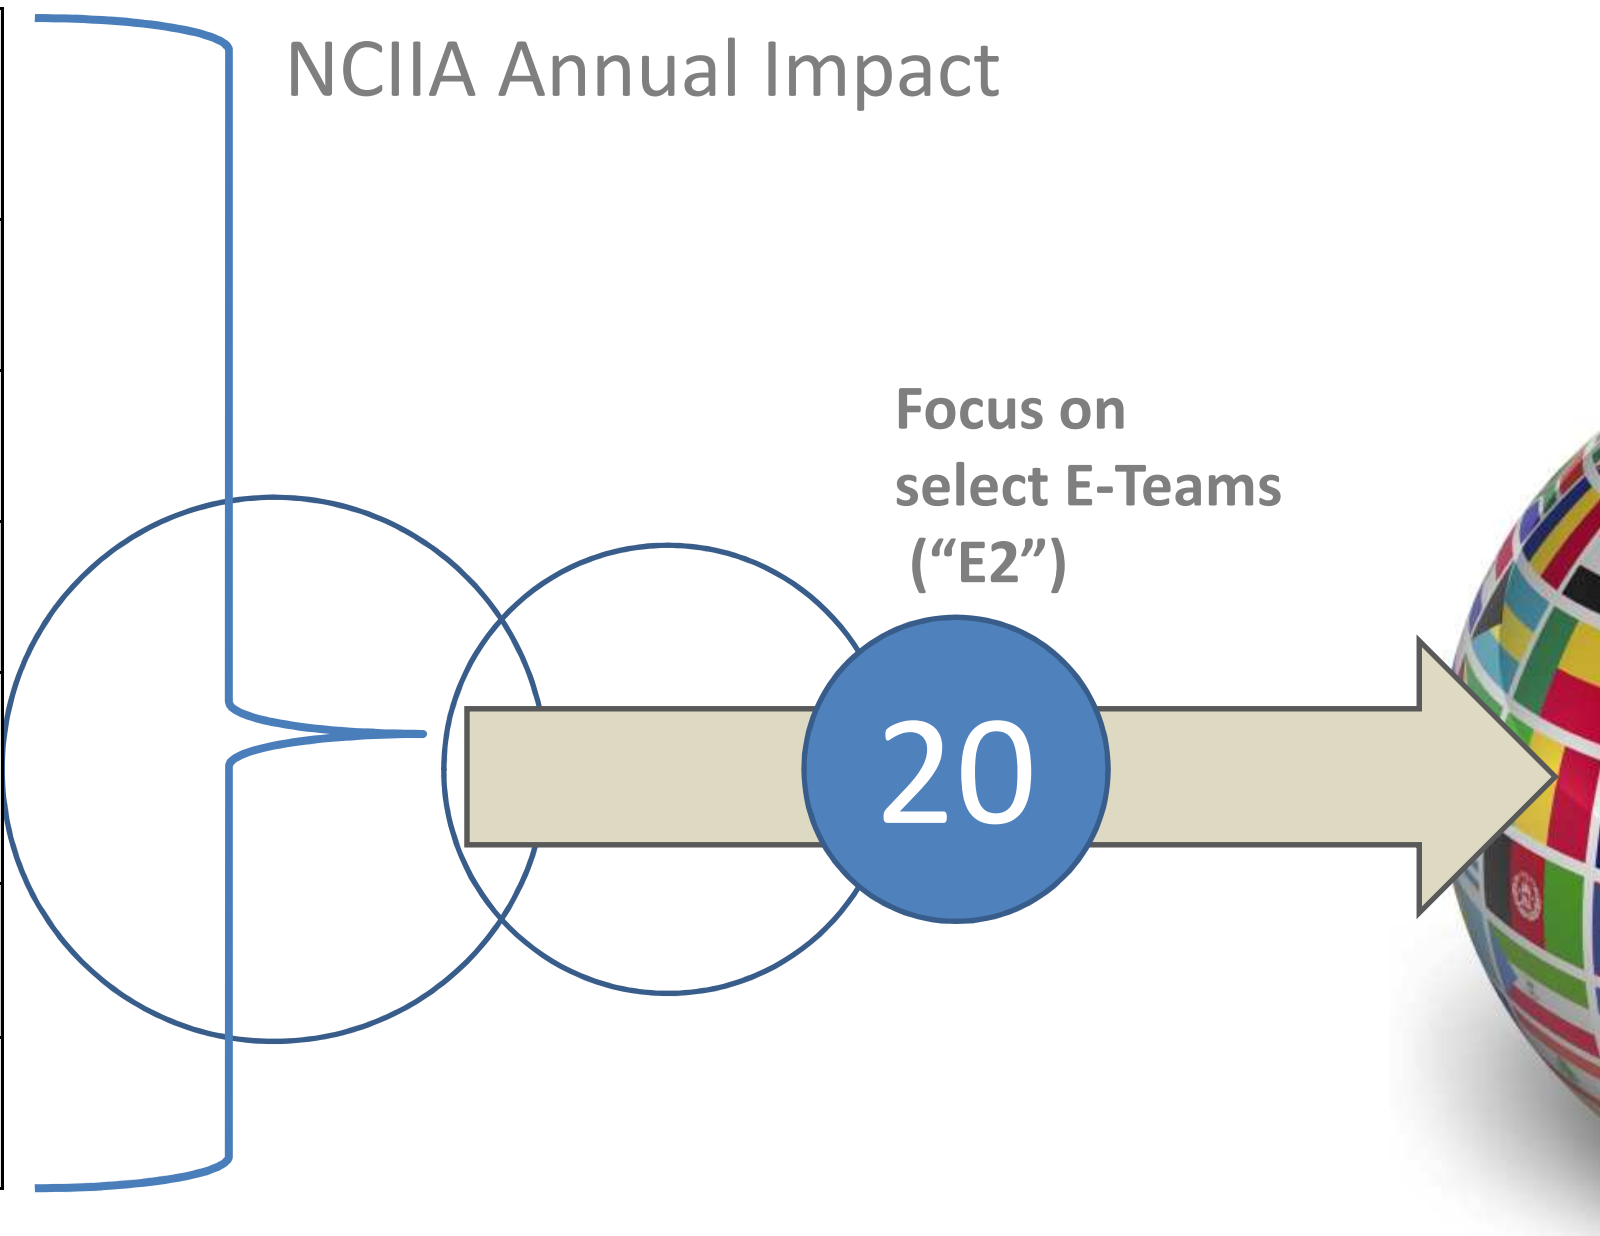 NCIIA Annual Impact
Focus on
select E-Teams
(“E2”)
20